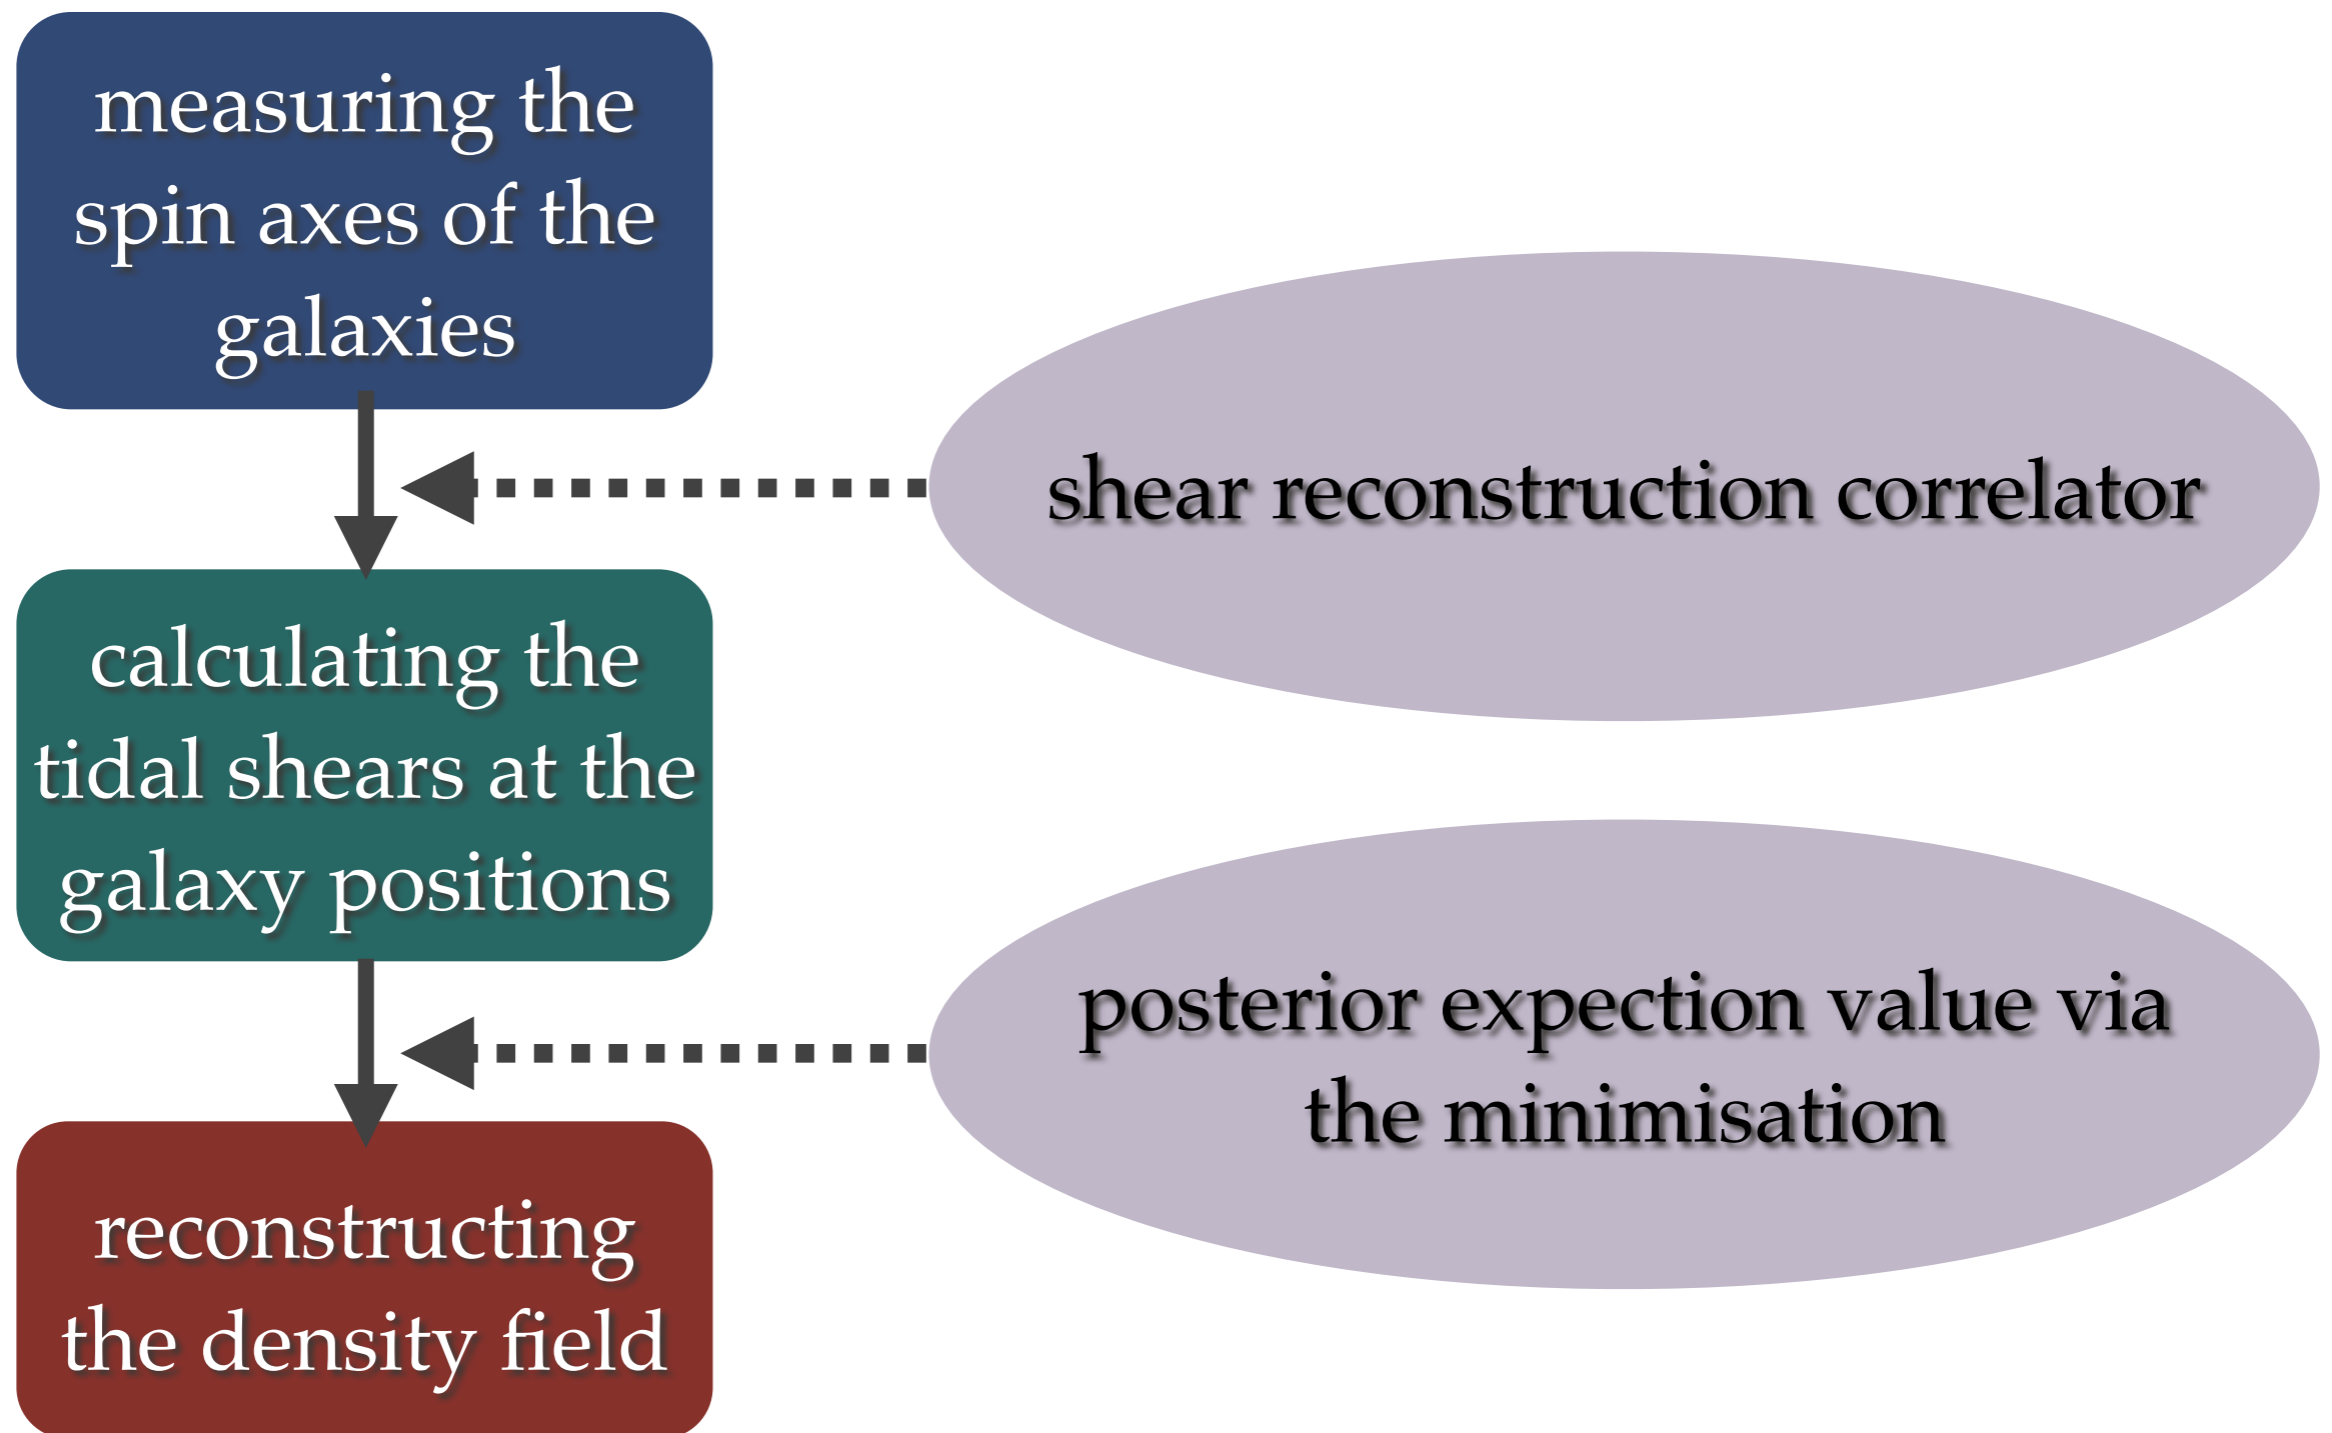 measuring the
spin axes of the
galaxies
shear reconstruction correlator
calculating the
tidal shears at the
galaxy positions
posterior expection value via
the minimisation
reconstructing
the density field